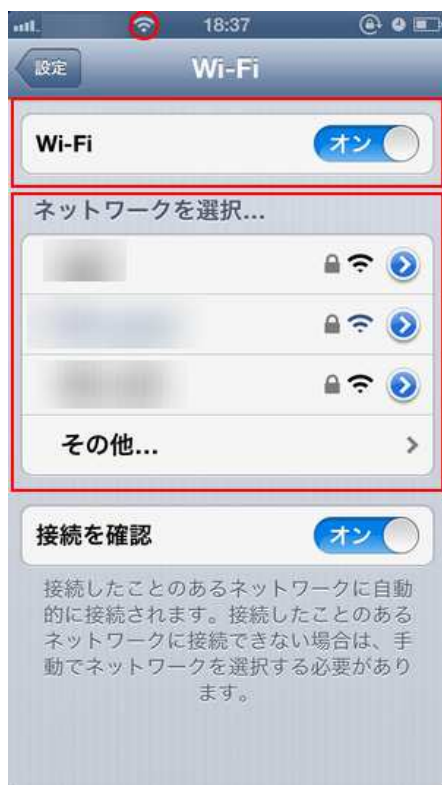 18:37
設定
Wi-Fi
Wi-Fi
オン
ネットワークを選択...
その他...
接続を確認
オン
接続したことのあるネットワークに自動
的に接続されます。接続したことのある
ネットワークに接続できない場合は、手
動でネットワークを選択する必要があり
ます。